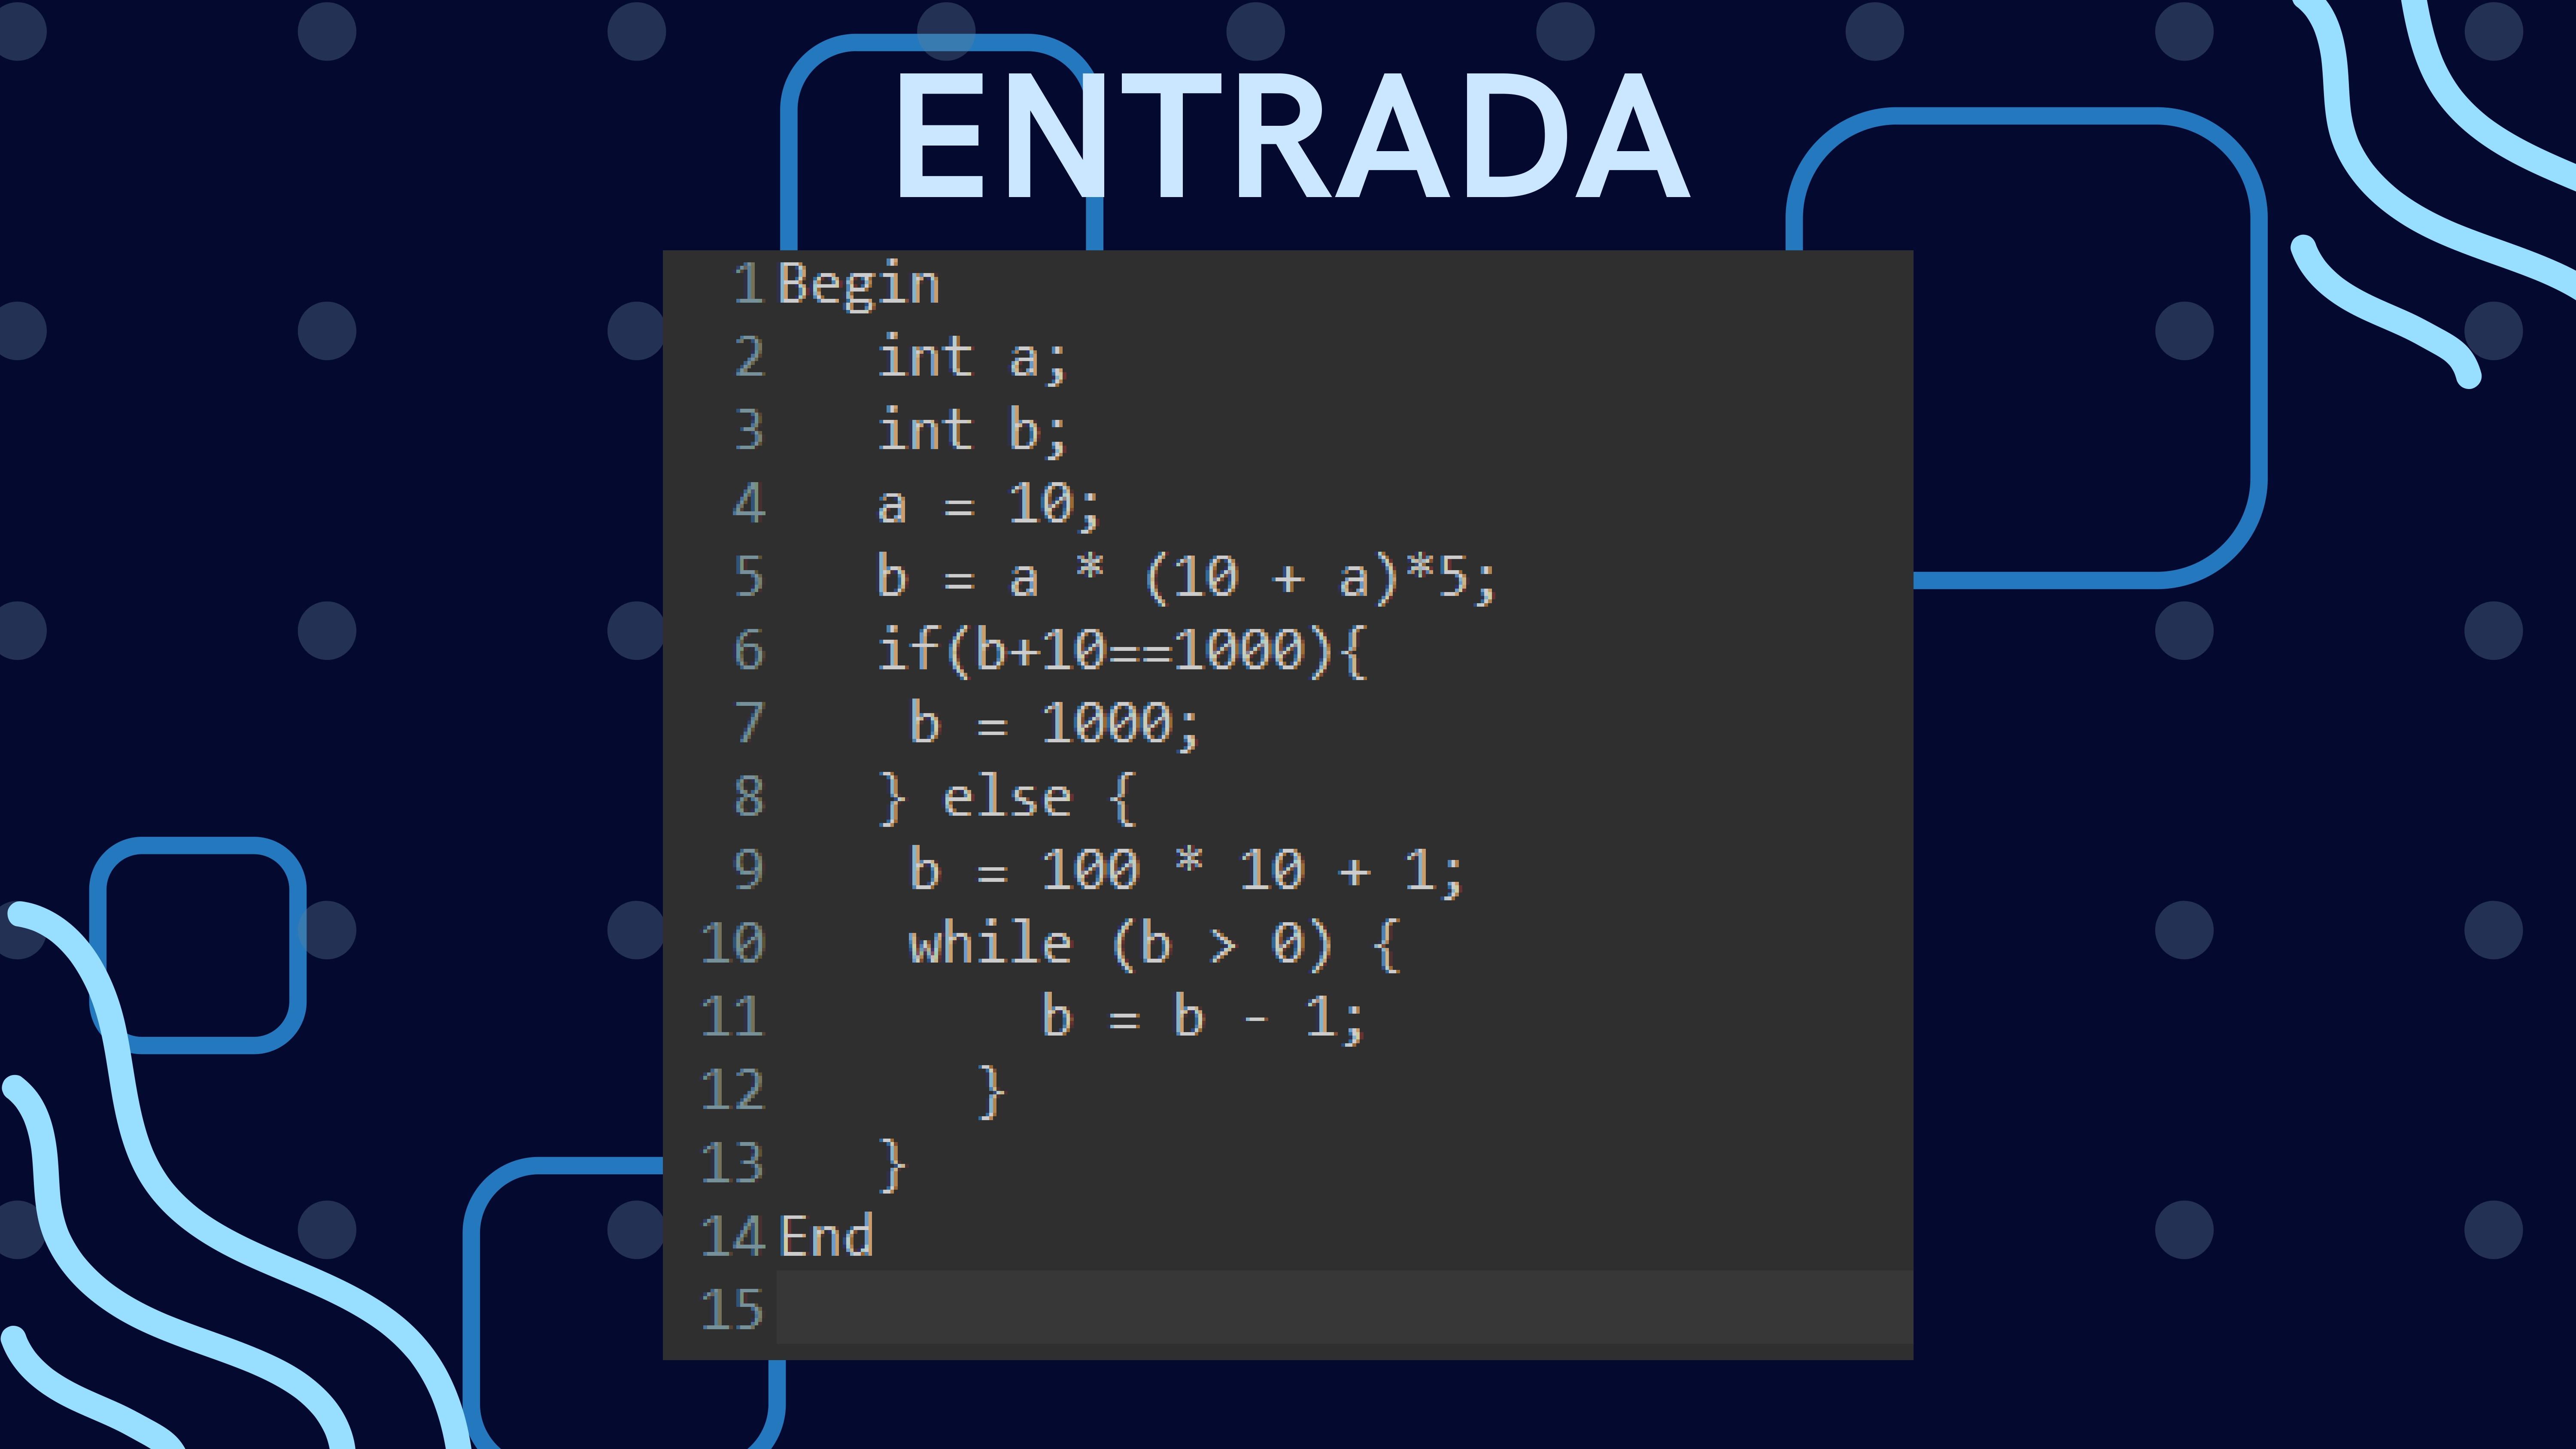 ENTRADA
1 Begin
2    int a;
3    int b;
4    a = 10;
5    b = a * (10 + a)*5;
6    if(b+10==1000){
7     b = 1000;
8    } else {
9     b = 100 * 10 + 1;
10     while (b > 0) {
11         b = b - 1;
12       }
13    }
14 End
15